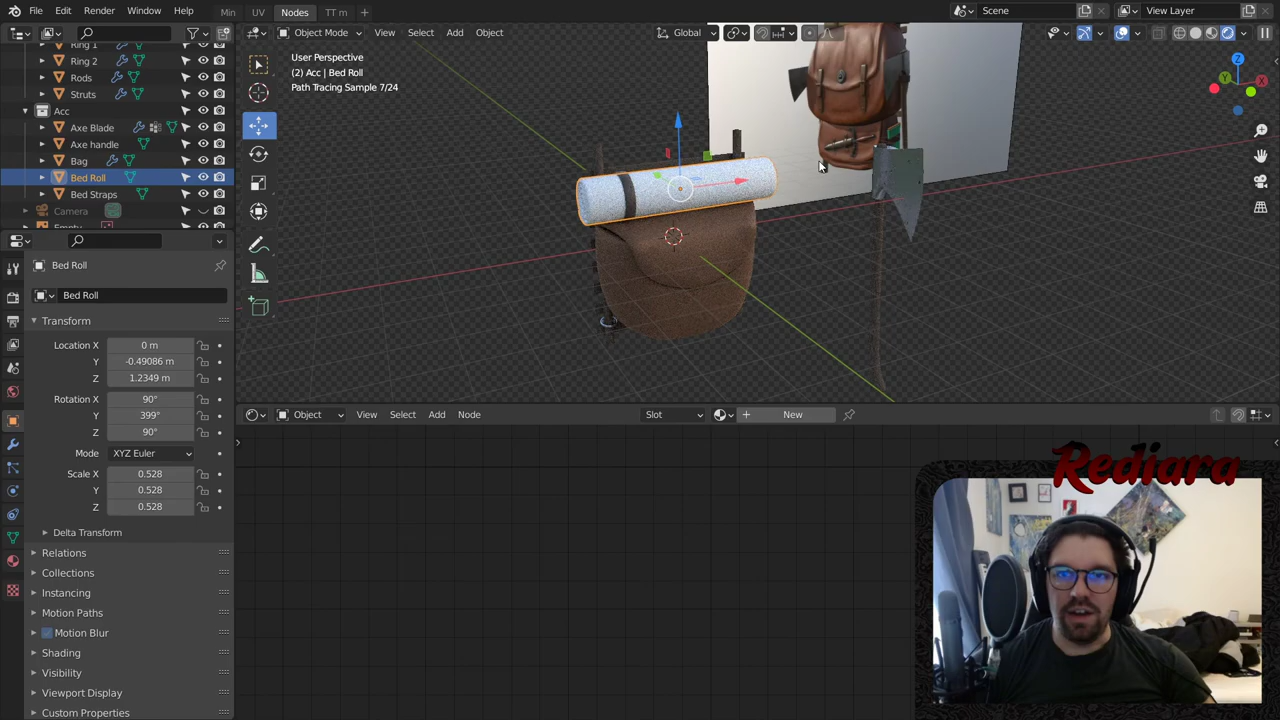 File Edit Render Window Help Min UV Nodes TT m + Scene View Layer
Object Mode View Select Add Object Global
Ring 1
Ring 2
Rods
Struts
Acc
Axe Blade
Axe handle
Bag
Bed Roll
Bed Straps
Camera
User Perspective
(2) Acc | Bed Roll
Path Tracing Sample 7/24
Z
Y
X
Bed Roll
Bed Roll
Transform
Location X 0 m
Y -0.49086 m
Z 1.2349 m
Rotation X 90°
Y 399°
Z 90°
Mode XYZ Euler
Scale X 0.528
Y 0.528
Z 0.528
Delta Transform
Relations
Collections
Instancing
Motion Paths
Motion Blur
Shading
Visibility
Viewport Display
Custom Properties
Object View Select Add Node Slot New
Rediara